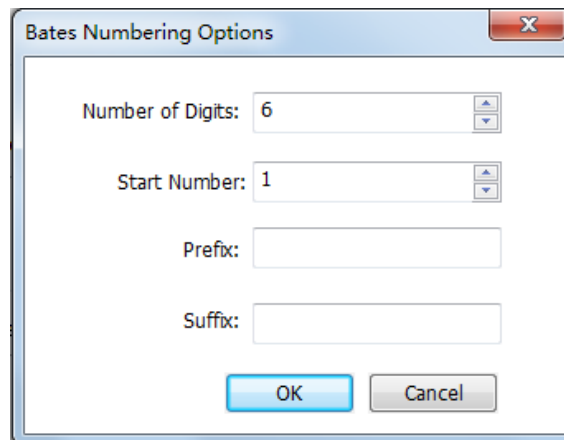 Bates Numbering Options
Number of Digits: 6
Start Number: 1
Prefix:
Suffix:
OK Cancel